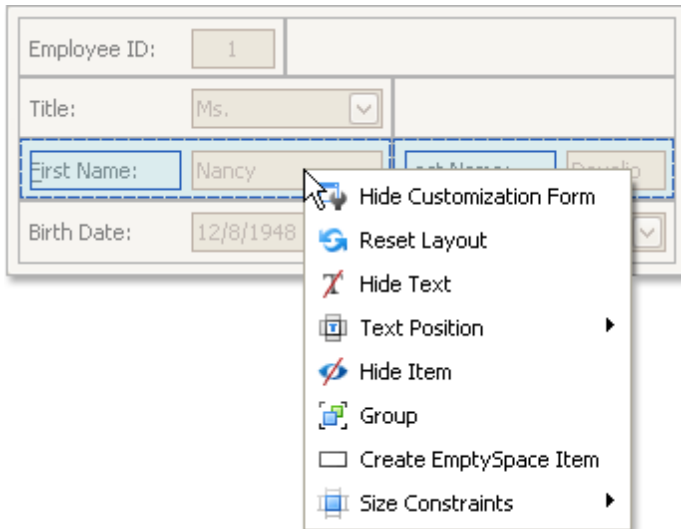 Employee ID: 1
Title: Ms.
First Name: Nancy
Birth Date: 12/8/1948
Hide Customization Form
Reset Layout
Hide Text
Text Position
Hide Item
Group
Create EmptySpace Item
Size Constraints